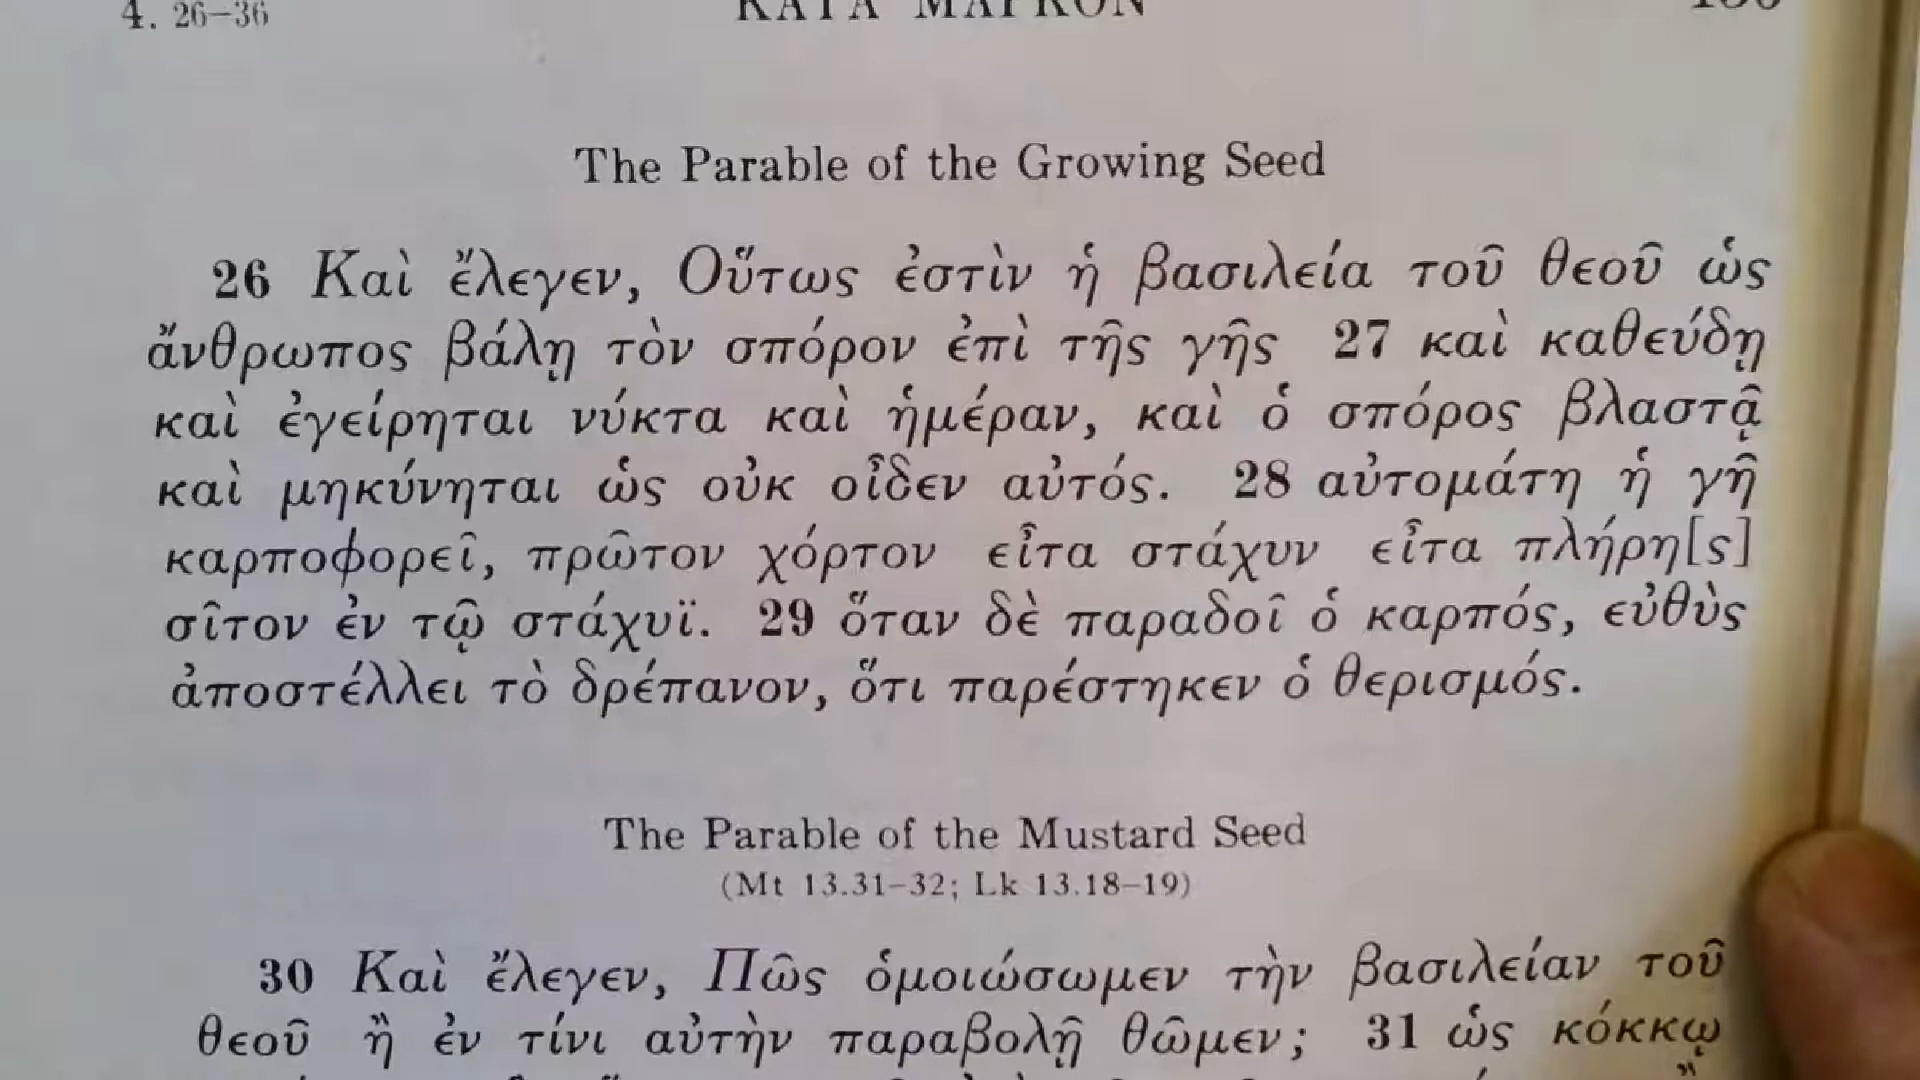 4. 26–36 ΚΑΤΑ ΜΑΡΚΟΝ
The Parable of the Growing Seed
26 Καὶ ἔλεγεν, Οὕτως ἐστὶν ἡ βασιλεία τοῦ θεοῦ ὡς
ἄνθρωπος βάλῃ τὸν σπόρον ἐπὶ τῆς γῆς 27 καὶ καθεύδῃ
καὶ ἐγείρηται νύκτα καὶ ἡμέραν, καὶ ὁ σπόρος βλαστᾷ
καὶ μηκύνηται ὡς οὐκ οἶδεν αὐτός. 28 αὐτομάτη ἡ γῆ
καρποφορεῖ, πρῶτον χόρτον εἶτα στάχυν εἶτα πλήρη[ς]
σῖτον ἐν τῷ στάχυϊ. 29 ὅταν δὲ παραδοῖ ὁ καρπός, εὐθὺς
ἀποστέλλει τὸ δρέπανον, ὅτι παρέστηκεν ὁ θερισμός.
The Parable of the Mustard Seed
(Mt 13.31–32; Lk 13.18–19)
30 Καὶ ἔλεγεν, Πῶς ὁμοιώσωμεν τὴν βασιλείαν τοῦ
θεοῦ ἢ ἐν τίνι αὐτὴν παραβολῇ θῶμεν; 31 ὡς κόκκῳ